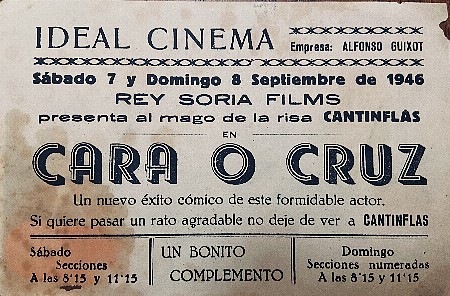 IDEAL CINEMA Empresa: ALFONSO GUIXOT
Sábado 7 y Domingo 8 Septiembre de 1946
REY SORIA FILMS
presenta al mago de la risa CANTINFLAS
EN
CARA O CRUZ
Un nuevo éxito cómico de este formidable actor.
Si quiere pasar un rato agradable no deje de ver a CANTINFLAS
Sábado
Secciones
A las 8'15 y 11'15
UN BONITO
COMPLEMENTO
Domingo
Secciones numeradas
A las 8'15 y 11'15